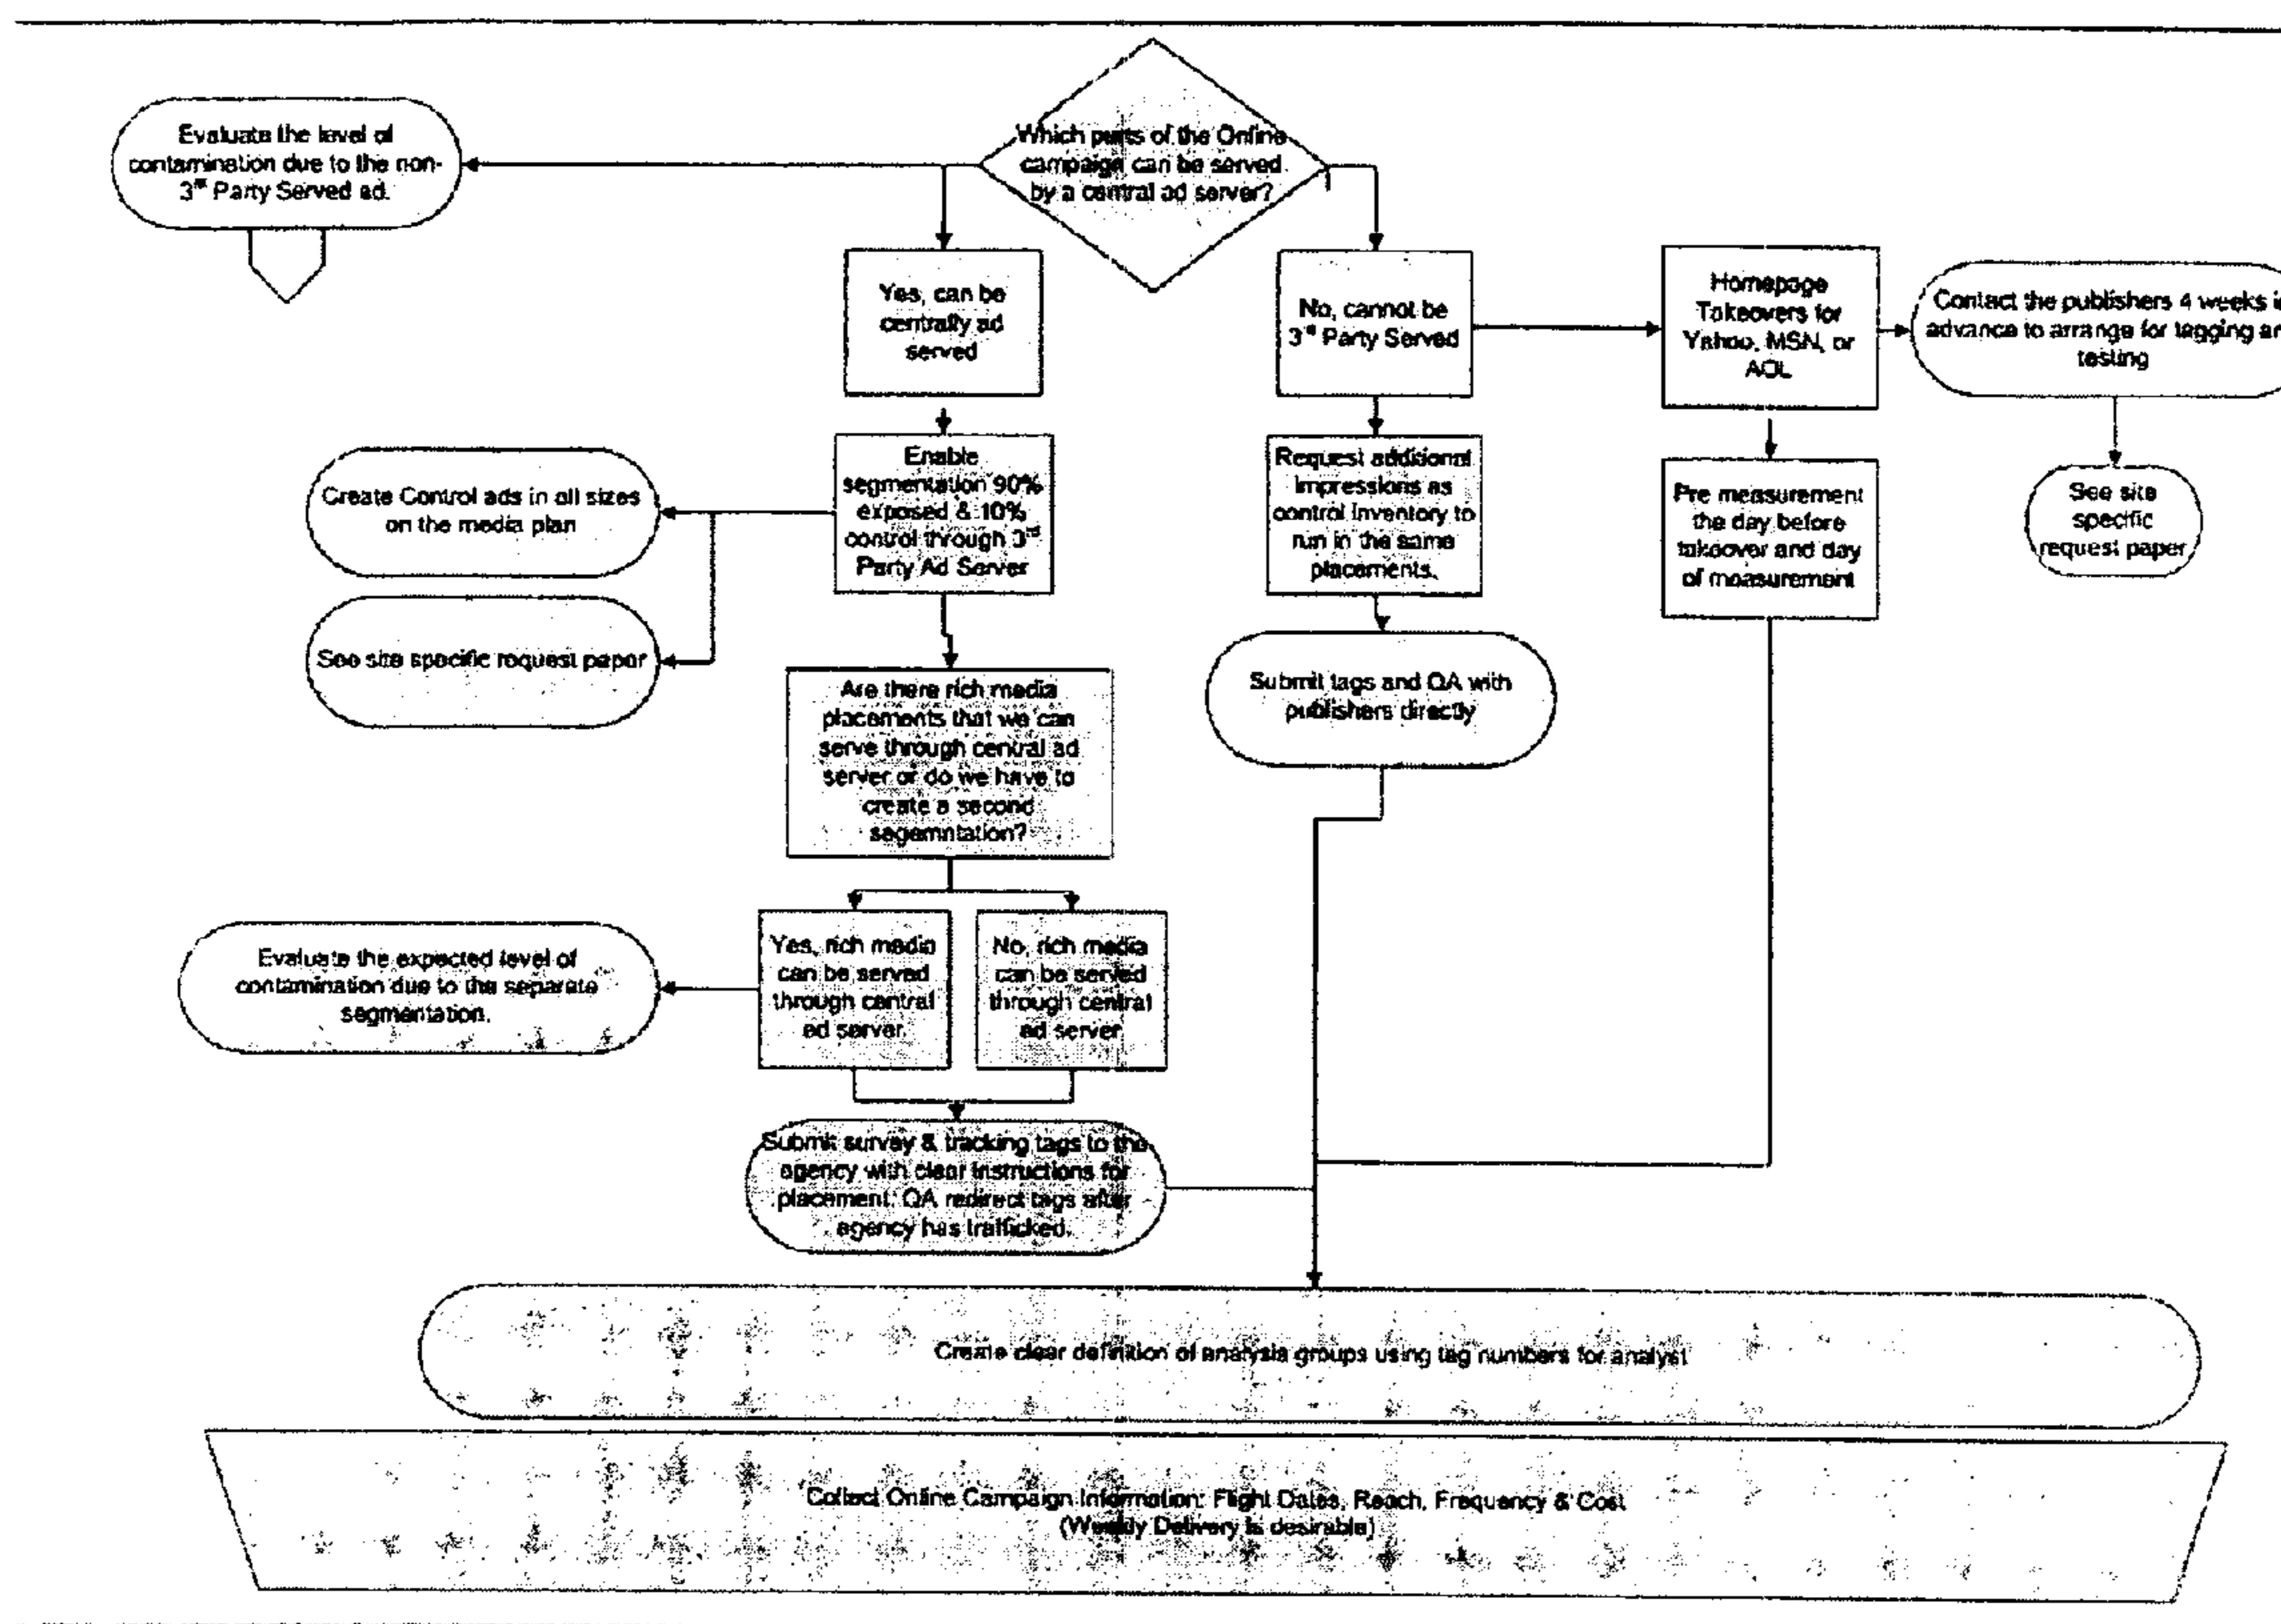 Which parts of the Online
campaign can be served
by a central ad server?
Evaluate the level of
contamination due to the non-
3rd Party Served ad.
Yes, can be
centrally ad
served
No, cannot be
3rd Party Served
Homepage
Takeovers for
Yahoo, MSN, or
AOL
Contact the publishers 4 weeks
advance to arrange for tagging
testing
Enable
segmentation 90%
exposed & 10%
control through 3rd
Party Ad Server
Create Control ads in all sizes
on the media plan
See site specific request paper
Request additional
Impressions as
control Inventory to
run in the same
placements.
Pre measurement
the day before
takeover and day
of measurement
See site
specific
request paper
Submit tags and QA with
publishers directly
Are there rich media
placements that we can
serve through central ad
server or do we have to
create a second
sagemntation?
Evaluate the expected level of
contamination due to the separate
segmentation.
Yes, rich media
can be served
through central
ad server.
No, rich media
can be served
through central
ad server
Submit survey & tracking tags to the
agency with clear instructions for
placement. QA redirect tags after
agency has trafficked.
Create clear definition of analysis groups using tag numbers for analyst
Collect Online Campaign Information: Flight Dates, Reach, Frequency & Cost
(Weekly Delivery is desirable)